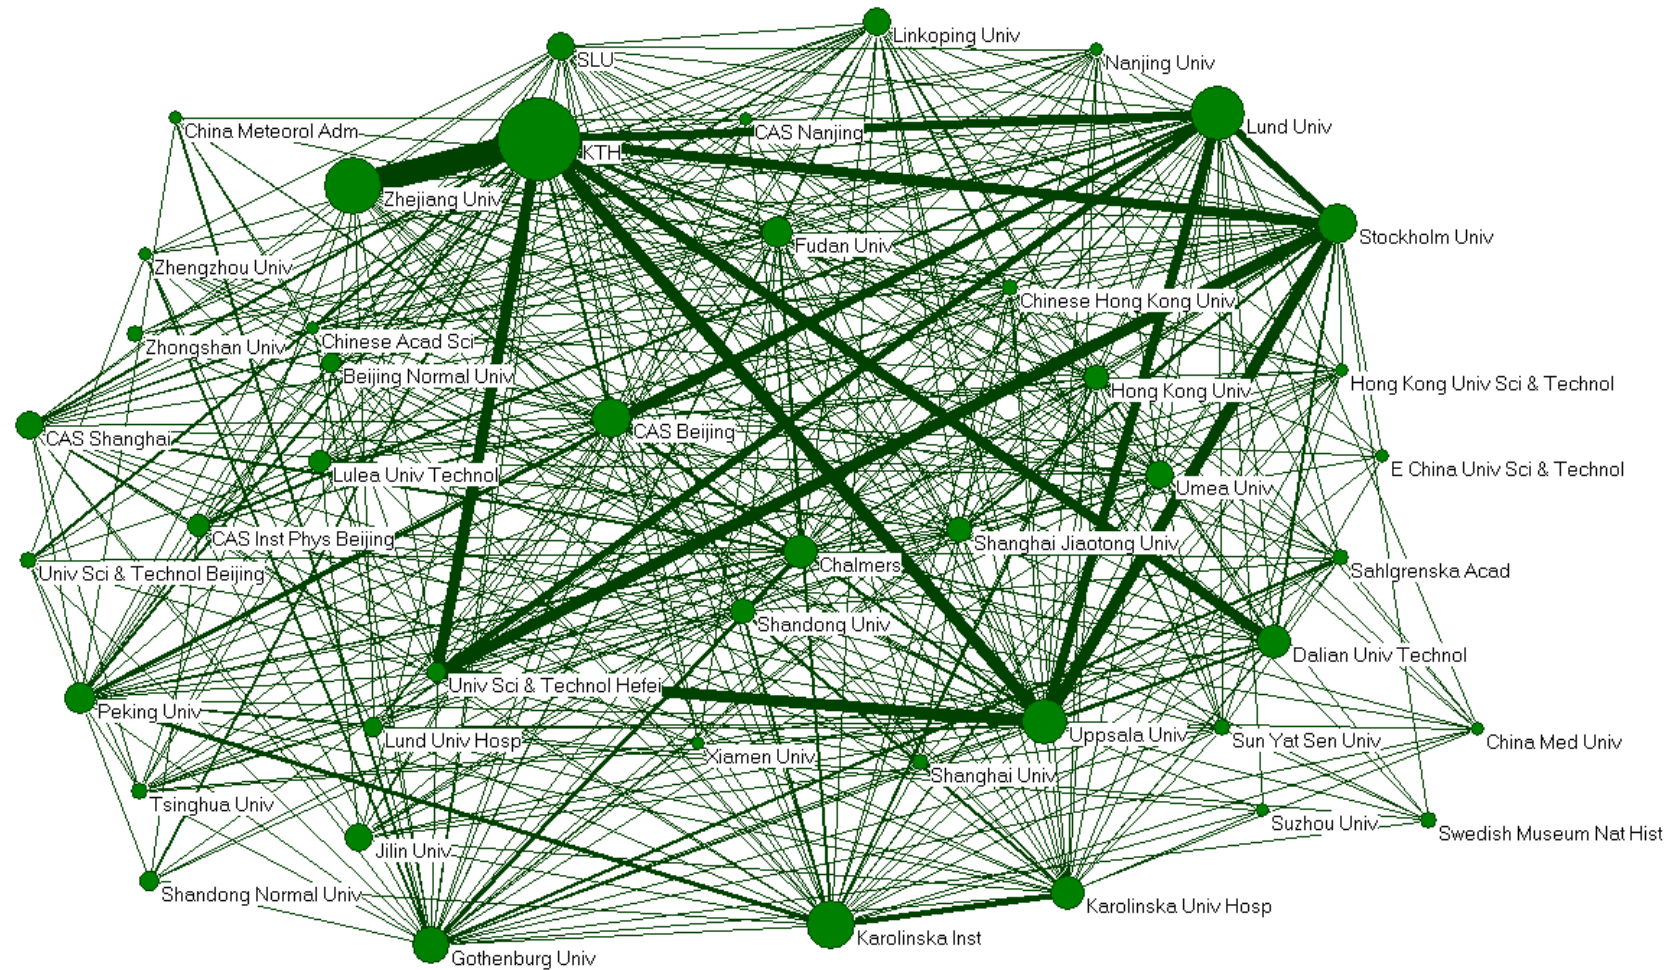 Linkoping Univ
SLU
Nanjing Univ
China Meteorol Adm
CAS Nanjing
Lund Univ
KTH
Zhejiang Univ
Stockholm Univ
Fudan Univ
Zhengzhou Univ
Chinese Hong Kong Univ
Zhongshan Univ
Chinese Acad Sci
Beijing Normal Univ
Hong Kong Univ
Hong Kong Univ Sci & Technol
CAS Shanghai
CAS Beijing
Lulea Univ Technol
E China Univ Sci & Technol
Umea Univ
CAS Inst Phys Beijing
Shanghai Jiaotong Univ
Univ Sci & Technol Beijing
Chalmers
Sahlgrenska Acad
Shandong Univ
Dalian Univ Technol
Univ Sci & Technol Hefei
Peking Univ
Lund Univ Hosp
Uppsala Univ
Sun Yat Sen Univ
China Med Univ
Xiamen Univ
Shanghai Univ
Tsinghua Univ
Suzhou Univ
Swedish Museum Nat Hist
Jilin Univ
Shandong Normal Univ
Karolinska Univ Hosp
Karolinska Inst
Gothenburg Univ